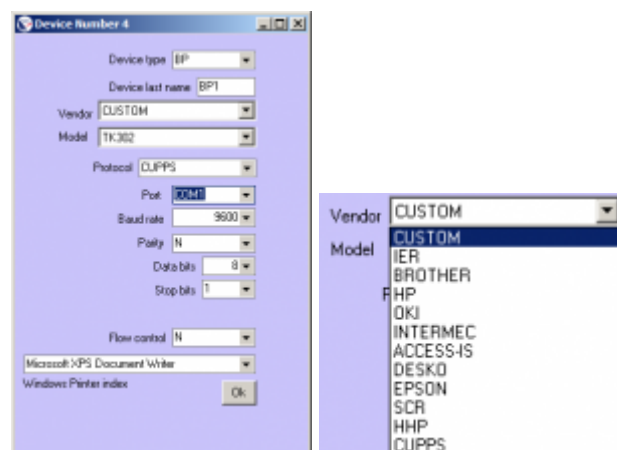 Device Number 4
Device type BP
Device last name BP1
Vendor CUSTOM
Model TK302
Protocol CUPPS
Port COM1
Baud rate 9600
Parity N
Data bits 8
Stop bits 1
Flow control N
Microsoft XPS Document Writer
Windows Printer index
Ok
Vendor CUSTOM
Model
CUSTOM
IER
BROTHER
HP
OKI
INTERMEC
ACCESS-IS
DESKO
EPSON
SCR
HHP
CUPPS